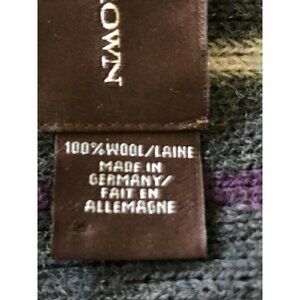 OWN
100% WOOL/LAINE
MADE IN
GERMANY/
FAIT EN
ALLEMAGNE